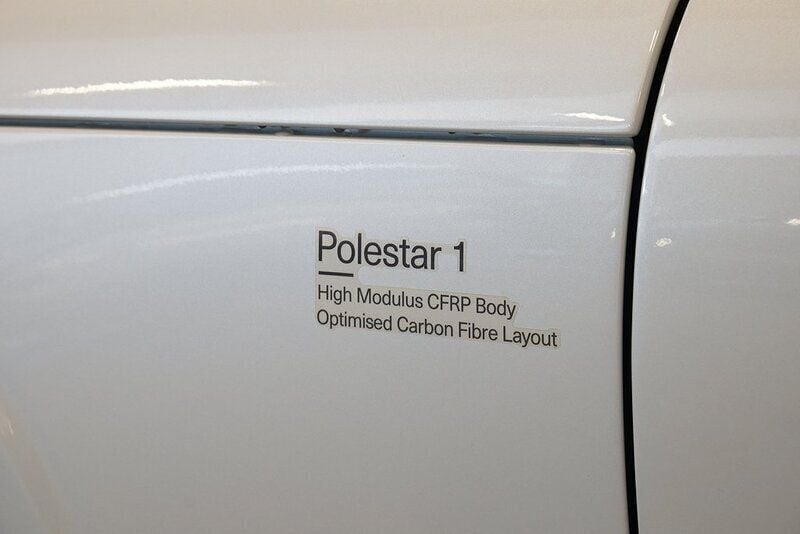 Polestar 1
High Modulus CFRP Body
Optimised Carbon Fibre Layout